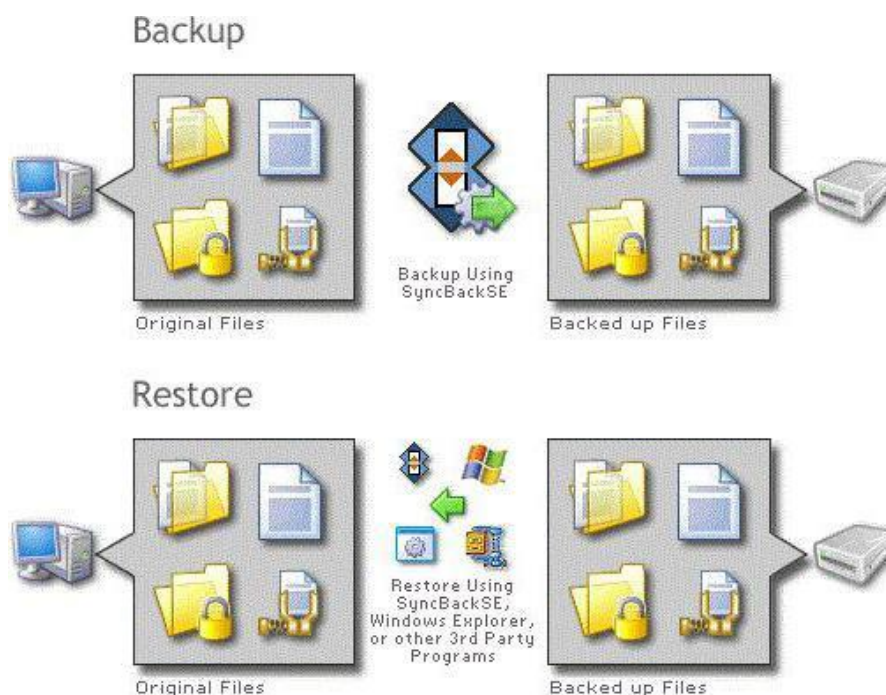 Backup
Backup Using
SyncBackSE
Original Files
Backed up Files
Restore
Restore Using
SyncBackSE,
Windows Explorer,
or other 3rd Party
Programs
Original Files
Backed up Files